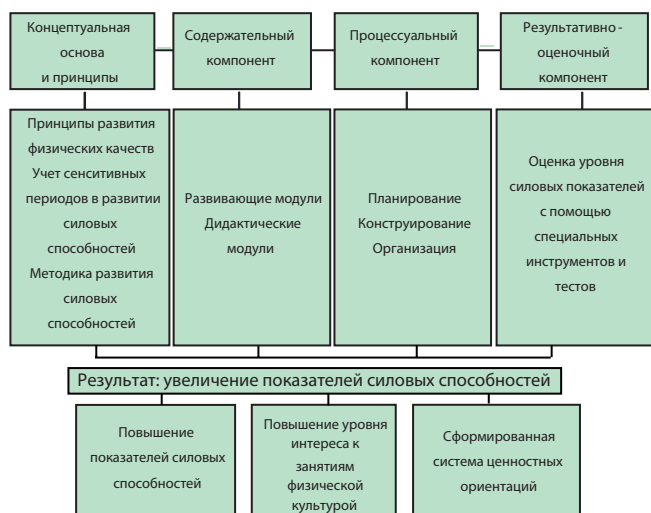 Концептуальная
основа
и принципы
Содержательный
компонент
Процессуальный
компонент
Результативно-
оценочный
компонент
Принципы развития
физических качеств
Учет сенситивных
периодов в развитии
силовых
способностей
Методика развития
силовых
способностей
Развивающие модули
Дидактические
модули
Планирование
Конструирование
Организация
Оценка уровня
силовых показателей
с помощью
специальных
инструментов и
тестов
Результат: увеличение показателей силовых способностей
Повышение
показателей силовых
способностей
Повышение уровня
интереса к
занятиям
физической
культурой
Сформированная
система ценностных
ориентаций